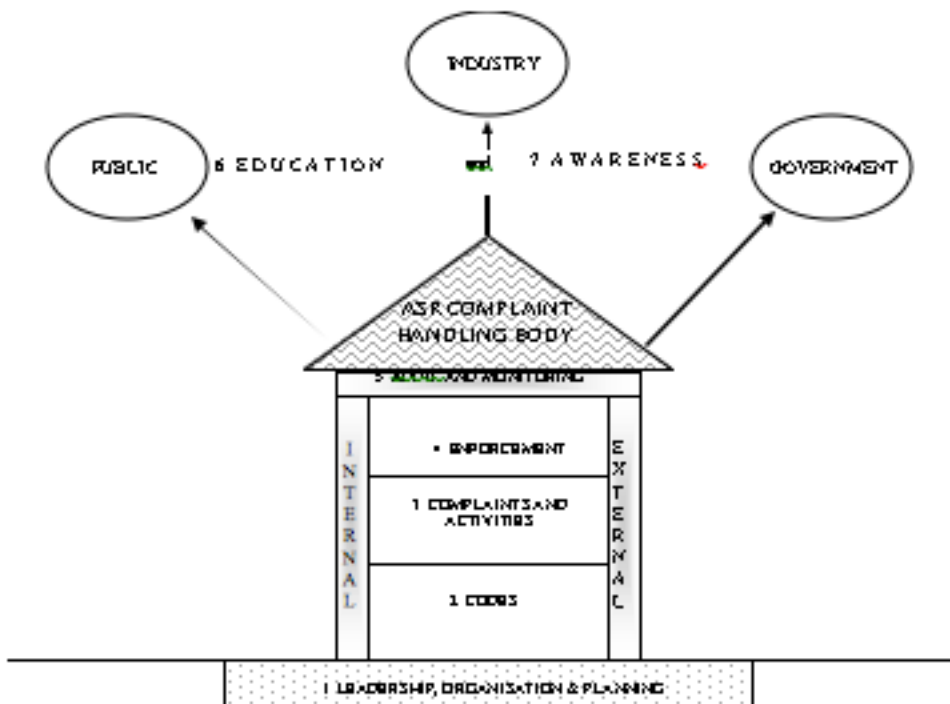 INDUSTRY
PUBLIC
6 EDUCATION
and
7 AWARENESS
GOVERNMENT
ASR COMPLAINT
HANDLING BODY
5 AND MONITORING
4 ENFORCEMENT
3 COMPLAINTS AND
ACTIVITIES
2 CODES
INTERNAL
EXTERNAL
1 LEADERSHIP, ORGANISATION & PLANNING